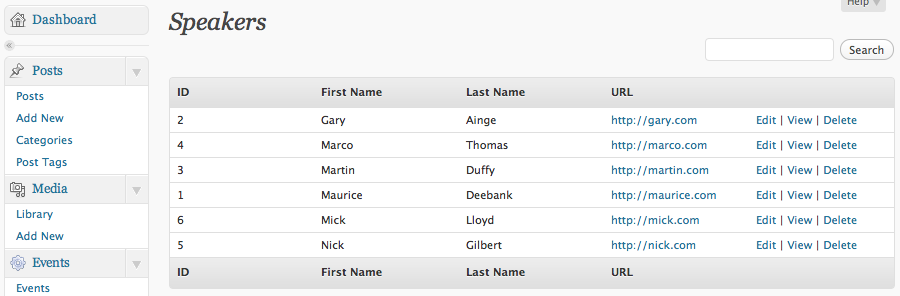 Dashboard
Posts
Posts
Add New
Categories
Post Tags
Media
Library
Add New
Events
Events
Help
Speakers
Search
ID First Name Last Name URL
2 Gary Ainge http://gary.com Edit | View | Delete
4 Marco Thomas http://marco.com Edit | View | Delete
3 Martin Duffy http://martin.com Edit | View | Delete
1 Maurice Deebank http://maurice.com Edit | View | Delete
6 Mick Lloyd http://mick.com Edit | View | Delete
5 Nick Gilbert http://nick.com Edit | View | Delete
ID First Name Last Name URL